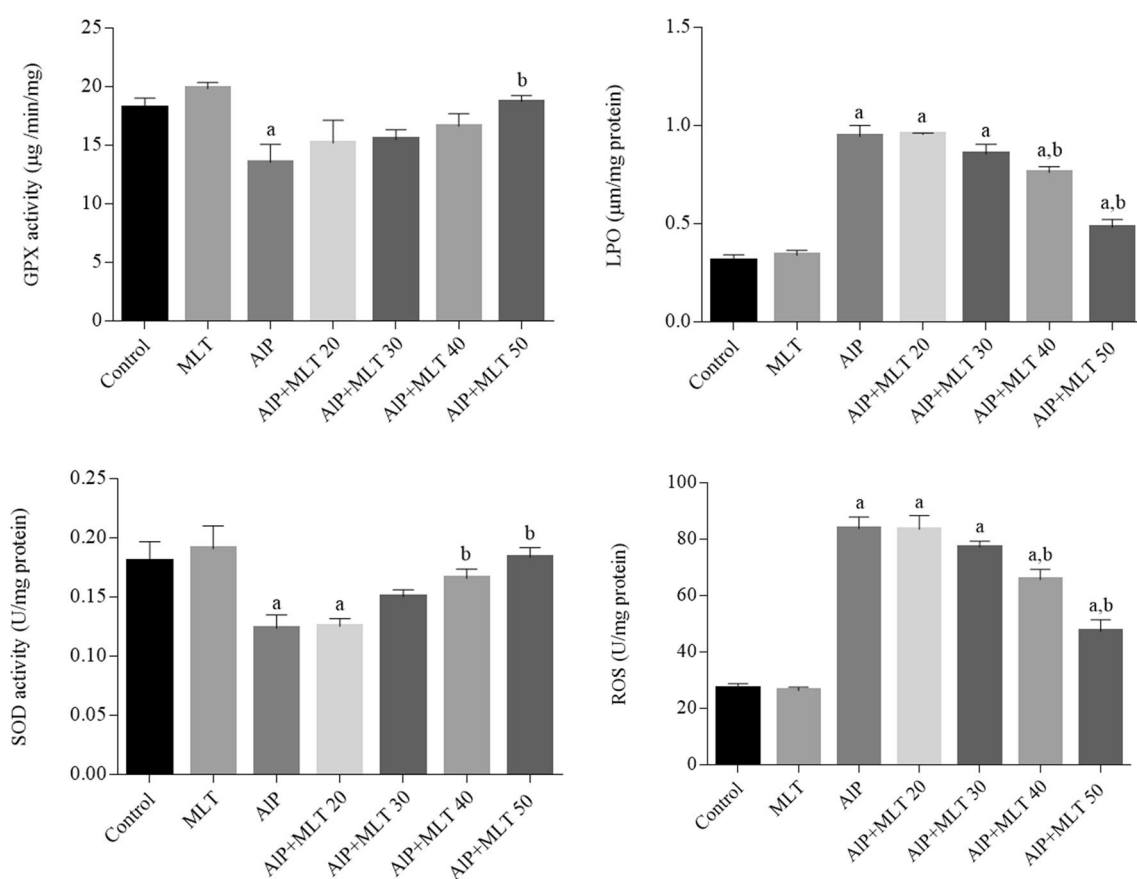 GPX activity (µg /min/mg)
25
20
15
10
5
0
a
b
Control
MLT
AlP
AlP+MLT 20
AlP+MLT 30
AlP+MLT 40
AlP+MLT 50
LPO (µm/mg protein)
1.5
1.0
0.5
0.0
a
a
a
a,b
a,b
Control
MLT
AlP
AlP+MLT 20
AlP+MLT 30
AlP+MLT 40
AlP+MLT 50
SOD activity (U/mg protein)
0.25
0.20
0.15
0.10
0.05
0.00
a
a
b
b
Control
MLT
AlP
AlP+MLT 20
AlP+MLT 30
AlP+MLT 40
AlP+MLT 50
ROS (U/mg protein)
100
80
60
40
20
0
a
a
a
a,b
a,b
Control
MLT
AlP
AlP+MLT 20
AlP+MLT 30
AlP+MLT 40
AlP+MLT 50